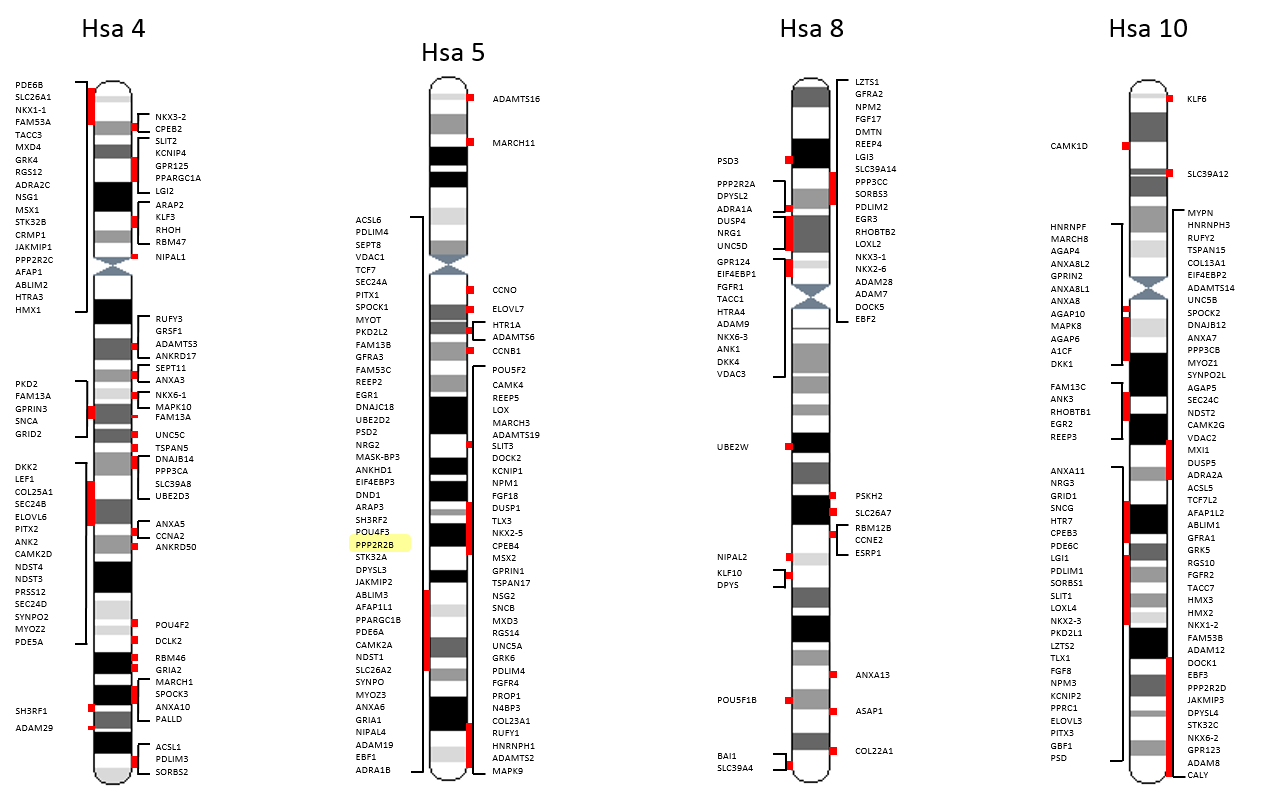 Hsa 4
PDE6B
SLC26A1
NKX1-1
FAM53A
TACC3
MXD4
GRK4
RGS12
ADRA2C
NSG1
MSX1
STK32B
CRMP1
JAKMIP1
PPP2R2C
AFAP1
ABLIM2
HTRA3
HMX1
PKD2
FAM13A
GPRIN3
SNCA
GRID2
DKK2
LEF1
COL25A1
SEC24B
ELOVL6
PITX2
ANK2
CAMK2D
NDST4
NDST3
PRSS12
SEC24D
SYNPO2
MYOZ2
PDE5A
SH3RF1
ADAM29
NKX3-2
CPEB2
SLIT2
KCNIP4
GPR125
PPARGC1A
LGI2
ARAP2
KLF3
RHOH
RBM47
NIPAL1
RUFY3
GRSF1
ADAMTS3
ANKRD17
SEPT11
ANXA3
NKX6-1
MAPK10
FAM13A
UNC5C
TSPAN5
DNAJB14
PPP3CA
SLC39A8
UBE2D3
ANXA5
CCNA2
ANKRD50
POU4F2
DCLK2
RBM46
GRIA2
MARCH1
SPOCK3
ANXA10
PALLD
ACSL1
PDLIM3
SORBS2
Hsa 5
ACSL6
PDLIM4
SEPT8
VDAC1
TCF7
SEC24A
PITX1
SPOCK1
MYOT
PKD2L2
FAM13B
GFRA3
FAM53C
REEP2
EGR1
DNAJC18
UBE2D2
PSD2
NRG2
MASK-BP3
ANKHD1
EIF4EBP3
DND1
ARAP3
SH3RF2
POU4F3
PPP2R2B
STK32A
DPYSL3
JAKMIP2
ABLIM3
AFAP1L1
PPARGC1B
PDE6A
CAMK2A
NDST1
SLC26A2
SYNPO
MYOZ3
ANXA6
GRIA1
NIPAL4
ADAM19
EBF1
ADRA1B
ADAMTS16
MARCH11
CCNO
ELOVL7
HTR1A
ADAMTS6
CCNB1
POU5F2
CAMK4
REEP5
LOX
MARCH3
ADAMTS19
SLIT3
DOCK2
KCNIP1
NPM1
FGF18
DUSP1
TLX3
NKX2-5
CPEB4
MSX2
GPRIN1
TSPAN17
NSG2
SNCB
MXD3
RGS14
UNC5A
GRK6
PDLIM4
FGFR4
PROP1
N4BP3
COL23A1
RUFY1
HNRNPH1
ADAMTS2
MAPK9
Hsa 8
PSD3
PPP2R2A
DPYSL2
ADRA1A
DUSP4
NRG1
UNC5D
GPR124
EIF4EBP1
FGFR1
TACC1
HTRA4
ADAM9
NKX6-3
ANK1
DKK4
VDAC3
UBE2W
NIPAL2
KLF10
DPYS
POU5F1B
BAI1
SLC39A4
LZTS1
GFRA2
NPM2
FGF17
DMTN
REEP4
LGI3
SLC39A14
PPP3CC
SORBS3
PDLIM2
EGR3
RHOBTB2
LOXL2
NKX3-1
NKX2-6
ADAM28
ADAM7
DOCK5
EBF2
PSKH2
SLC26A7
RBM12B
CCNE2
ESRP1
ANXA13
ASAP1
COL22A1
Hsa 10
CAMK1D
HNRNPF
MARCH8
AGAP4
ANXA8L2
GPRIN2
ANXA8L1
ANXA8
AGAP10
MAPK8
AGAP6
A1CF
DKK1
FAM13C
ANK3
RHOBTB1
EGR2
REEP3
ANXA11
NRG3
GRID1
SNCG
HTR7
CPEB3
PDE6C
LGI1
PDLIM1
SORBS1
SLIT1
LOXL4
NKX2-3
PKD2L1
LZTS2
TLX1
FGF8
NPM3
KCNIP2
PPRC1
ELOVL3
PITX3
GBF1
PSD
KLF6
SLC39A12
MYPN
HNRNPH3
RUFY2
TSPAN15
COL13A1
EIF4EBP2
ADAMTS14
UNC5B
SPOCK2
DNAJB12
ANXA7
PPP3CB
MYOZ1
SYNPO2L
AGAP5
SEC24C
NDST2
CAMK2G
VDAC2
MXI1
DUSP5
ADRA2A
ACSL5
TCF7L2
AFAP1L2
ABLIM1
GFRA1
GRK5
RGS10
FGFR2
TACC7
HMX3
HMX2
NKX1-2
FAM53B
ADAM12
DOCK1
EBF3
PPP2R2D
JAKMIP3
DPYSL4
STK32C
NKX6-2
GPR123
ADAM8
CALY